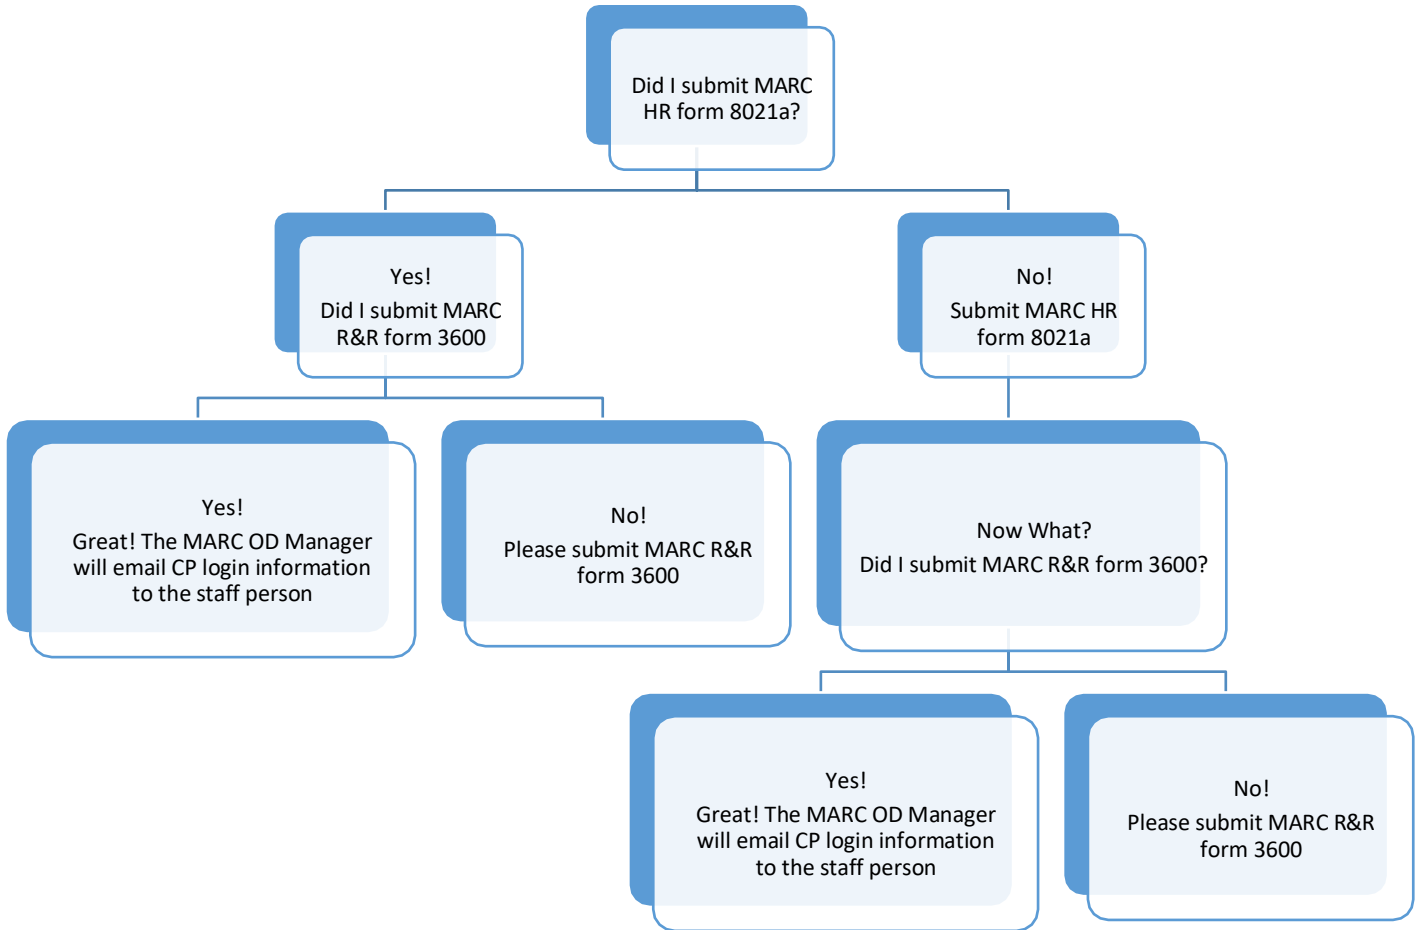 Did I submit MARC
HR form 8021a?
Yes!
Did I submit MARC
R&R form 3600
No!
Submit MARC HR
form 8021a
Yes!
Great! The MARC OD Manager
will email CP login information
to the staff person
No!
Please submit MARC R&R
form 3600
Now What?
Did I submit MARC R&R form 3600?
Yes!
Great! The MARC OD Manager
will email CP login information
to the staff person
No!
Please submit MARC R&R
form 3600